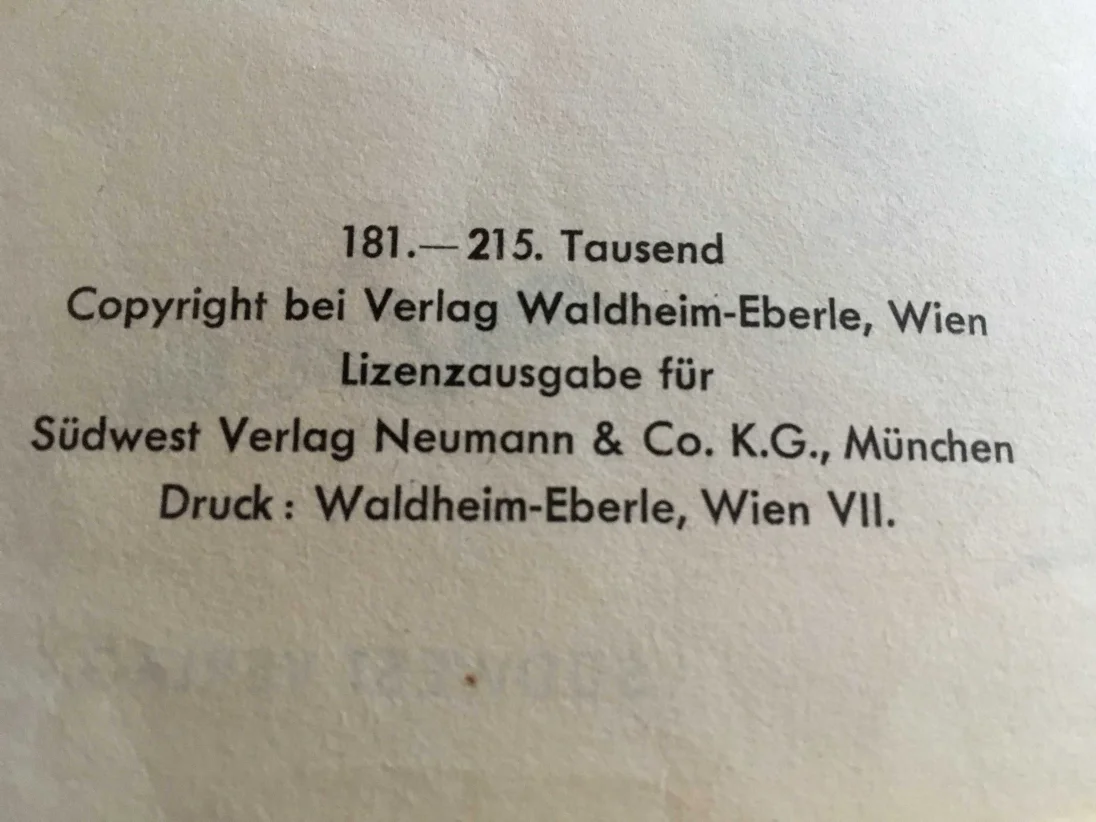 181.— 215. Tausend
Copyright bei Verlag Waldheim-Eberle, Wien
Lizenzausgabe für
Südwest Verlag Neumann & Co. K.G., München
Druck: Waldheim-Eberle, Wien VII.